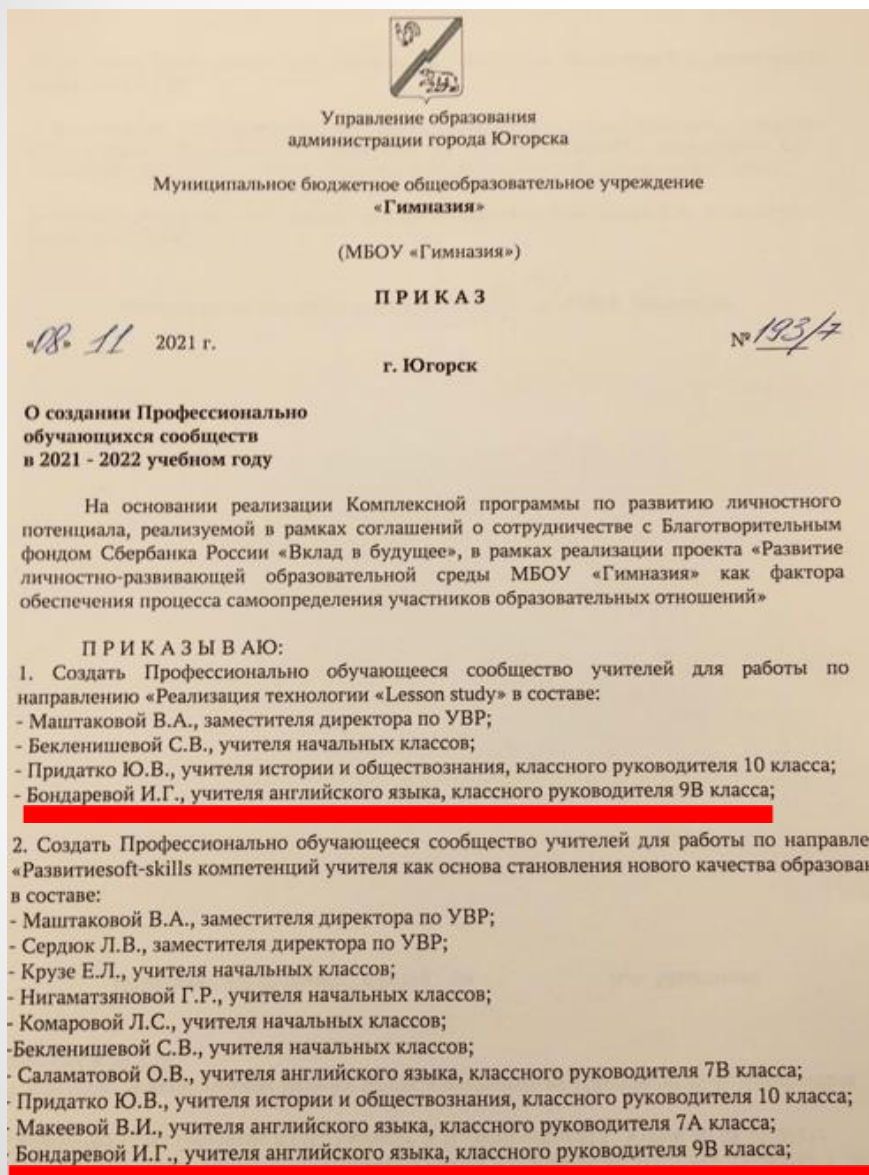 Управление образования
администрации города Югорска
Муниципальное бюджетное общеобразовательное учреждение
«Гимназия»
(МБОУ «Гимназия»)
П Р И К А З
«08» 11 2021 г.
№ 193/7
г. Югорск
О создании Профессионально
обучающихся сообществ
в 2021 - 2022 учебном году
На основании реализации Комплексной программы по развитию личностного
потенциала, реализуемой в рамках соглашений о сотрудничестве с Благотворительным
фондом Сбербанка России «Вклад в будущее», в рамках реализации проекта «Развитие
личностно-развивающей образовательной среды МБОУ «Гимназия» как фактора
обеспечения процесса самоопределения участников образовательных отношений»
П Р И К А З Ы В АЮ:
1. Создать Профессионально обучающееся сообщество учителей для работы по
направлению «Реализация технологии «Lesson study» в составе:
- Маштаковой В.А., заместителя директора по УВР;
- Бекленишевой С.В., учителя начальных классов;
- Придатко Ю.В., учителя истории и обществознания, классного руководителя 10 класса;
- Бондаревой И.Г., учителя английского языка, классного руководителя 9В класса;
2. Создать Профессионально обучающееся сообщество учителей для работы по направле
«Развитиеsoft-skills компетенций учителя как основа становления нового качества образован
в составе:
- Маштаковой В.А., заместителя директора по УВР;
- Сердюк Л.В., заместителя директора по УВР;
- Крузе Е.Л., учителя начальных классов;
- Нигаматзяновой Г.Р., учителя начальных классов;
- Комаровой Л.С., учителя начальных классов;
-Бекленишевой С.В., учителя начальных классов;
- Саламатовой О.В., учителя английского языка, классного руководителя 7В класса;
- Придатко Ю.В., учителя истории и обществознания, классного руководителя 10 класса;
- Макеевой В.И., учителя английского языка, классного руководителя 7А класса;
- Бондаревой И.Г., учителя английского языка, классного руководителя 9В класса;